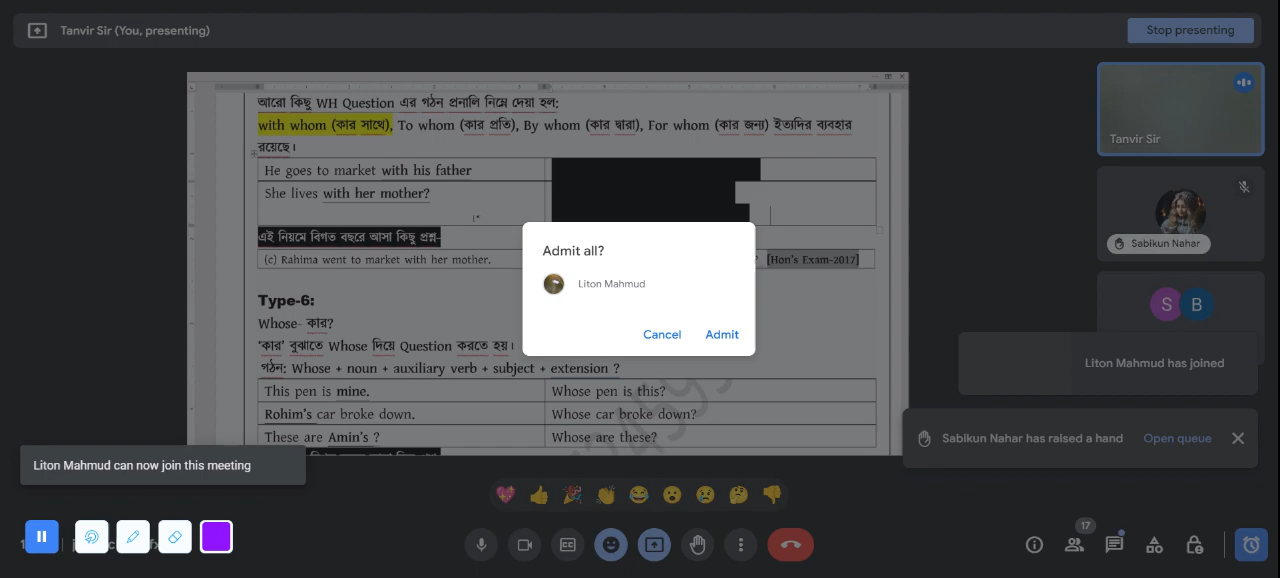 Tanvir Sir (You, presenting)
Stop presenting
আরো কিছু WH Question এর গঠন প্রনালি নিম্নে দেয়া হল:
with whom (কার সাথে), To whom (কার প্রতি), By whom (কার দ্বারা), For whom (কার জন্য) ইত্যদির ব্যবহার
রয়েছে।
He goes to market with his father
She lives with her mother?
এই নিয়মে বিগত বছরে আসা কিছু প্রশ্ন-
(c) Rahima went to market with her mother.
? [Hon's Exam-2017]
Type-6:
Whose- কার?
‘কার’ বুঝাতে Whose দিয়ে Question করতে হয়।
গঠন: Whose + noun + auxiliary verb + subject + extension ?
This pen is mine. Whose pen is this?
Rohim's car broke down. Whose car broke down?
These are Amin's ? Whose are these?
Admit all?
Liton Mahmud
Cancel Admit
Tanvir Sir
Sabikun Nahar
S B
Liton Mahmud has joined
Sabikun Nahar has raised a hand Open queue
Liton Mahmud can now join this meeting
17